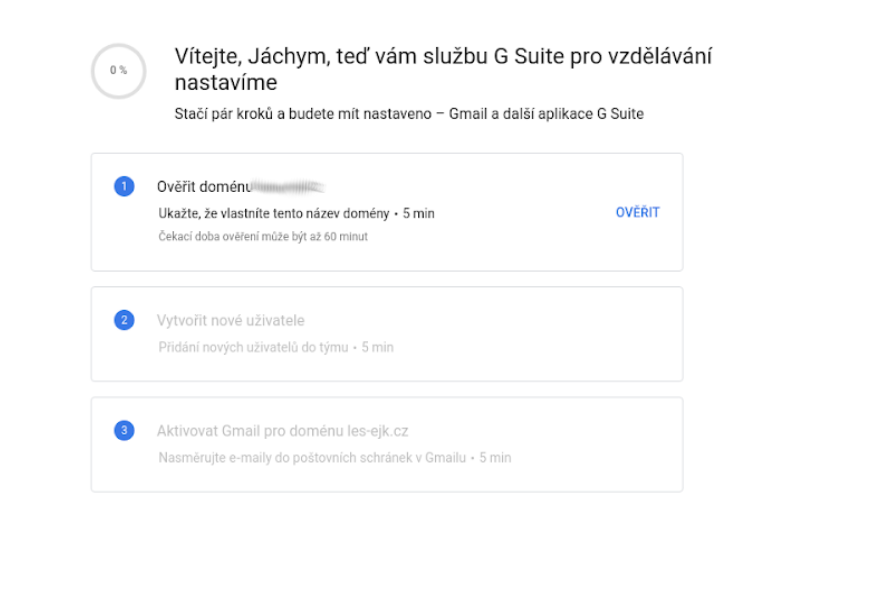 0 %
Vítejte, Jáchym, teď vám službu G Suite pro vzdělávání
nastavíme
Stačí pár kroků a budete mít nastaveno – Gmail a další aplikace G Suite
1
Ověřit doménu
Ukažte, že vlastníte tento název domény • 5 min
OVĚŘIT
Čekací doba ověření může být až 60 minut
2
Vytvořit nové uživatele
Přidání nových uživatelů do týmu • 5 min
3
Aktivovat Gmail pro doménu les-ejk.cz
Nasměrujte e-maily do poštovních schránek v Gmailu • 5 min